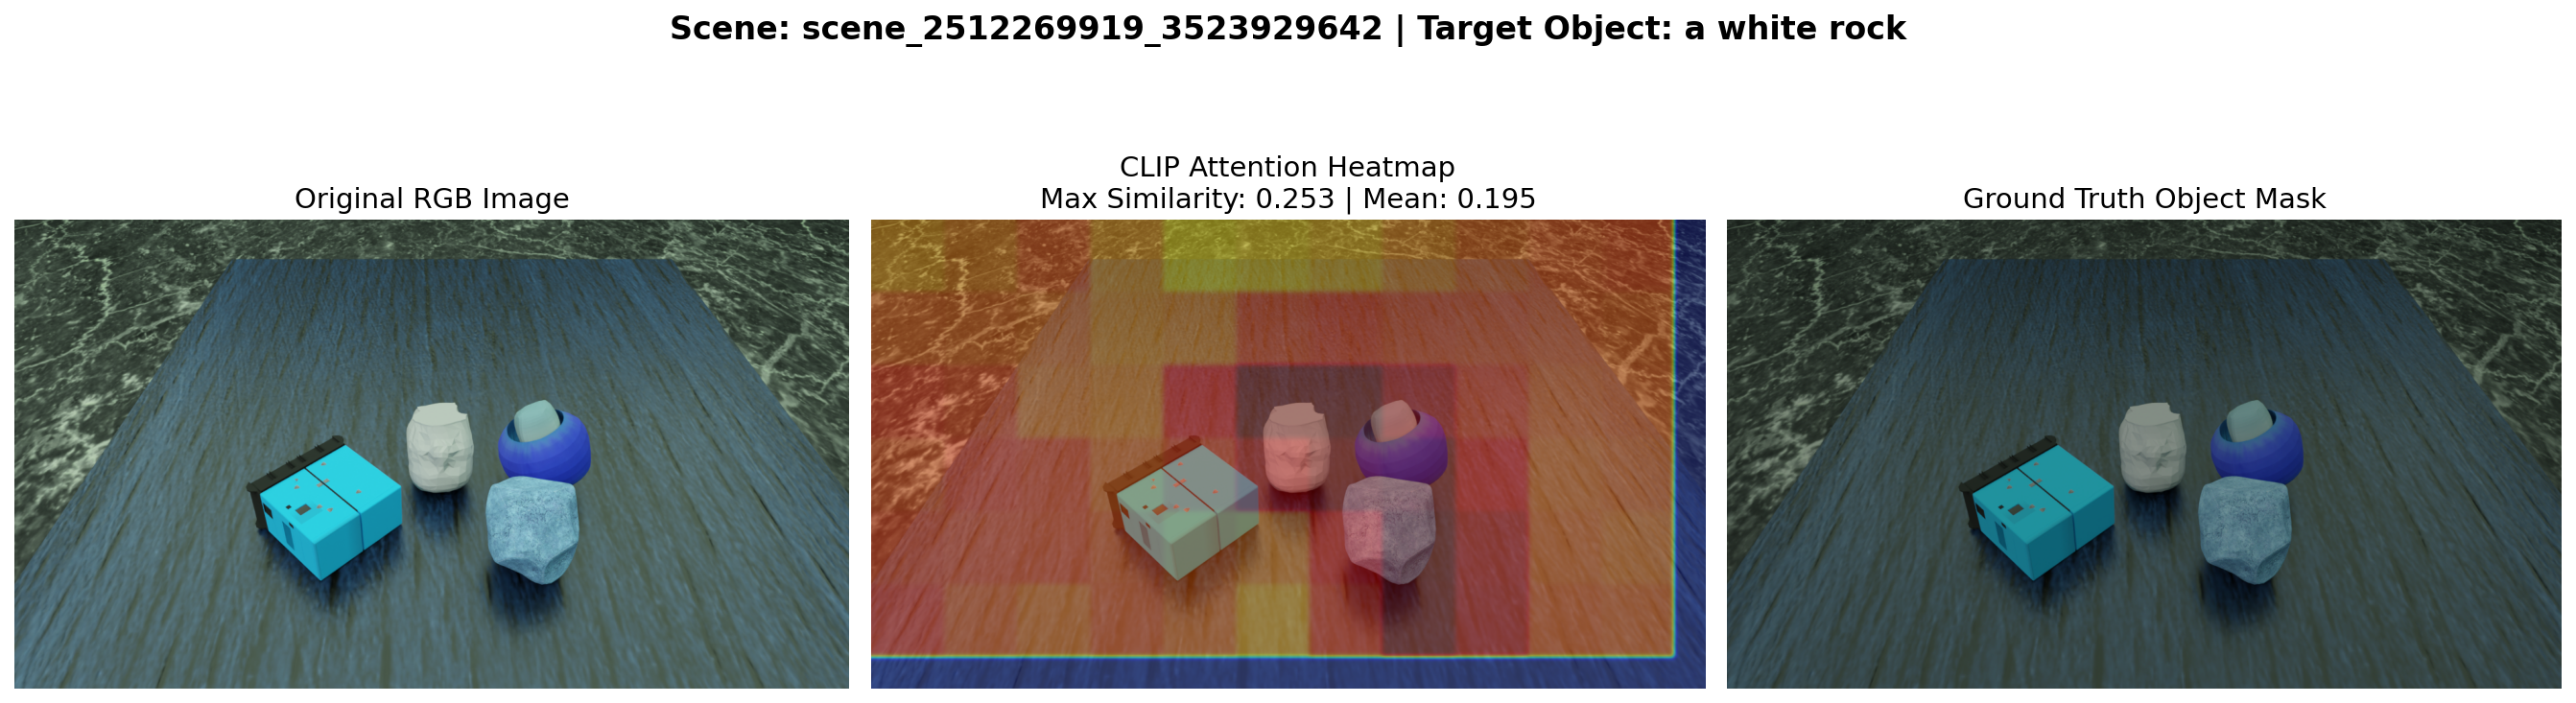 Scene: scene_2512269919_3523929642 | Target Object: a white rock
Original RGB Image
CLIP Attention Heatmap
Max Similarity: 0.253 | Mean: 0.195
Ground Truth Object Mask